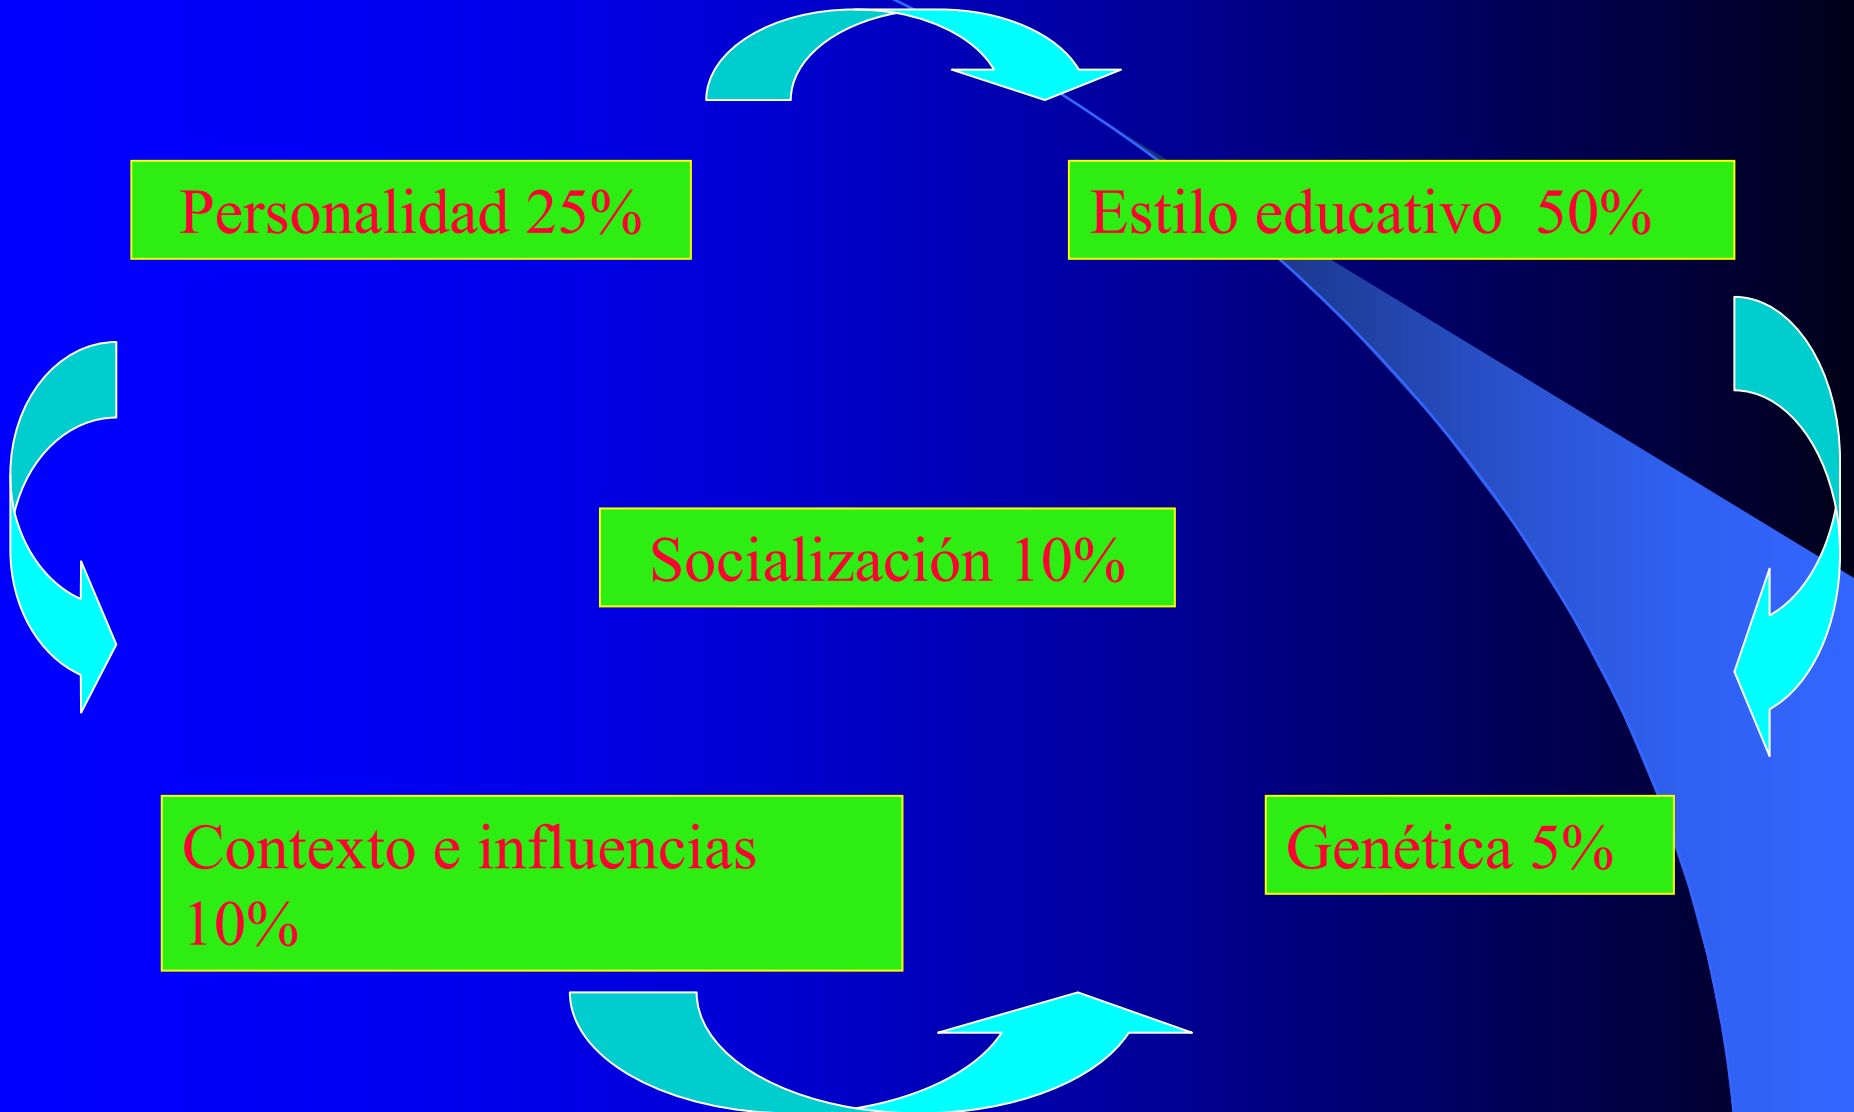 Personalidad 25%
Estilo educativo 50%
Socialización 10%
Contexto e influencias
10%
Genética 5%